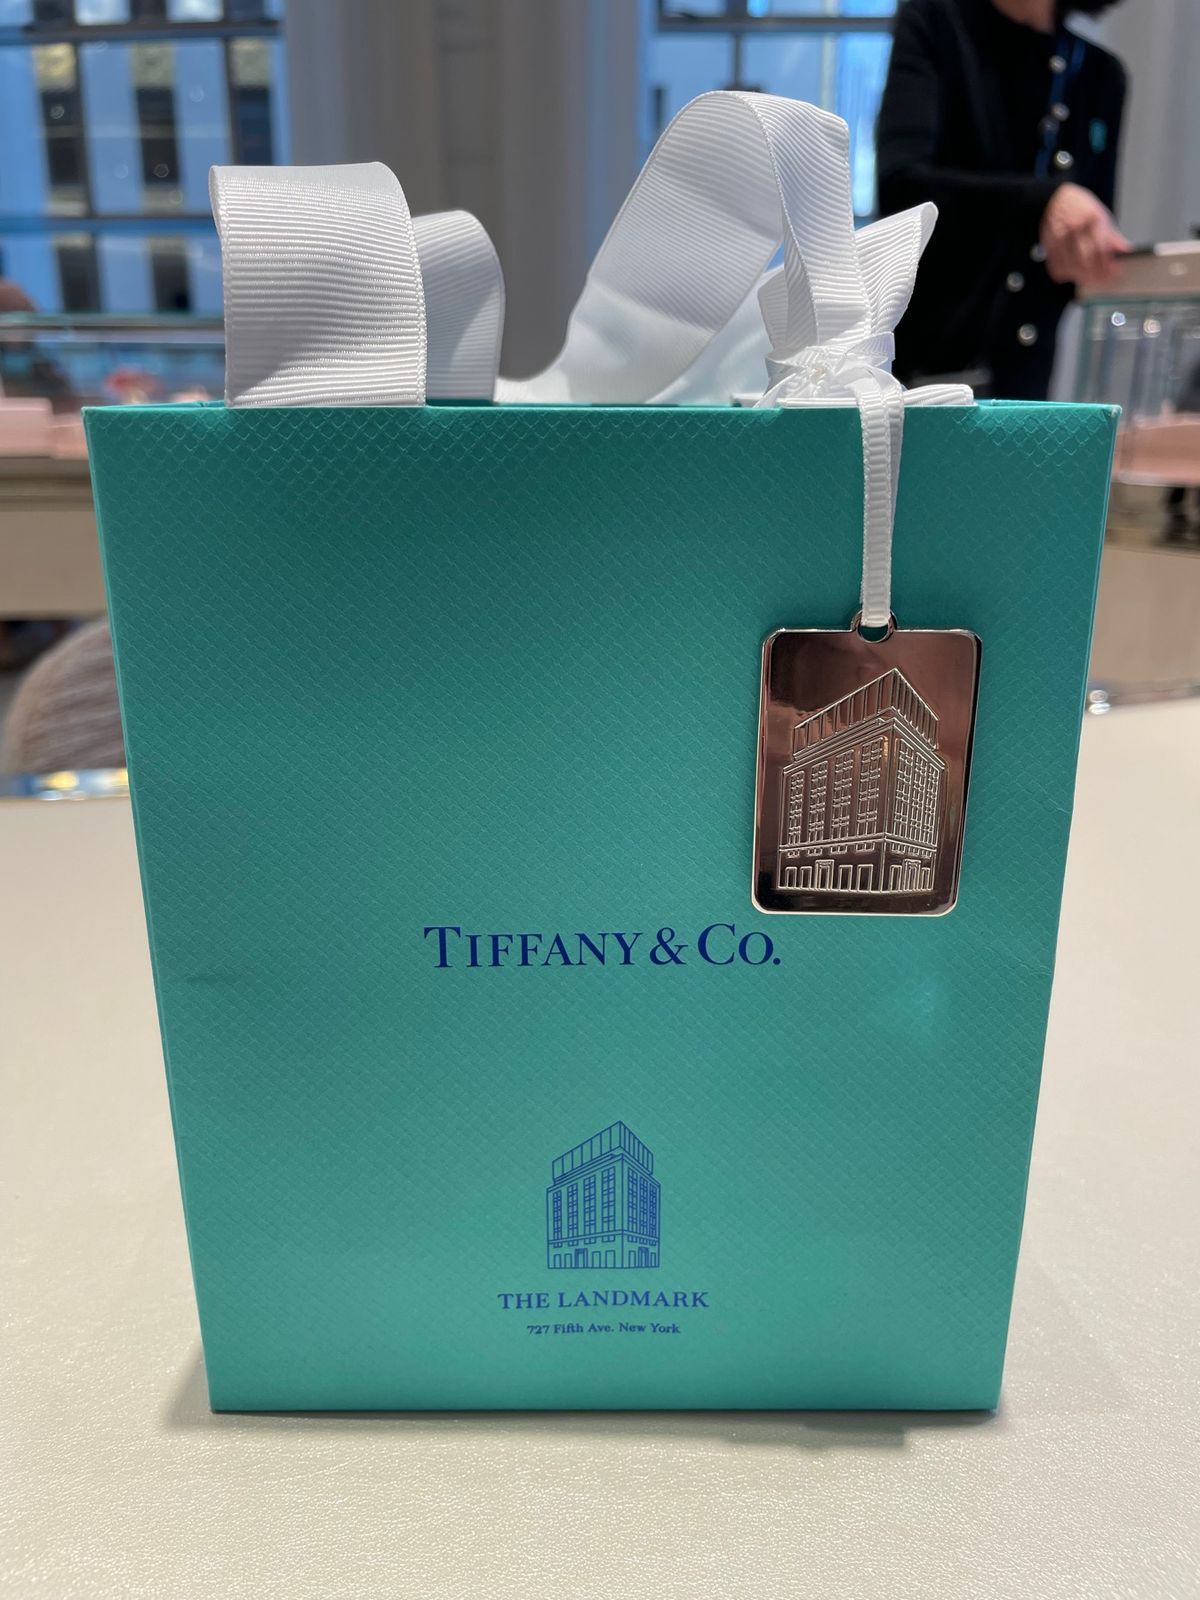 TIFFANY & CO.
THE LANDMARK
727 Fifth Ave. New York